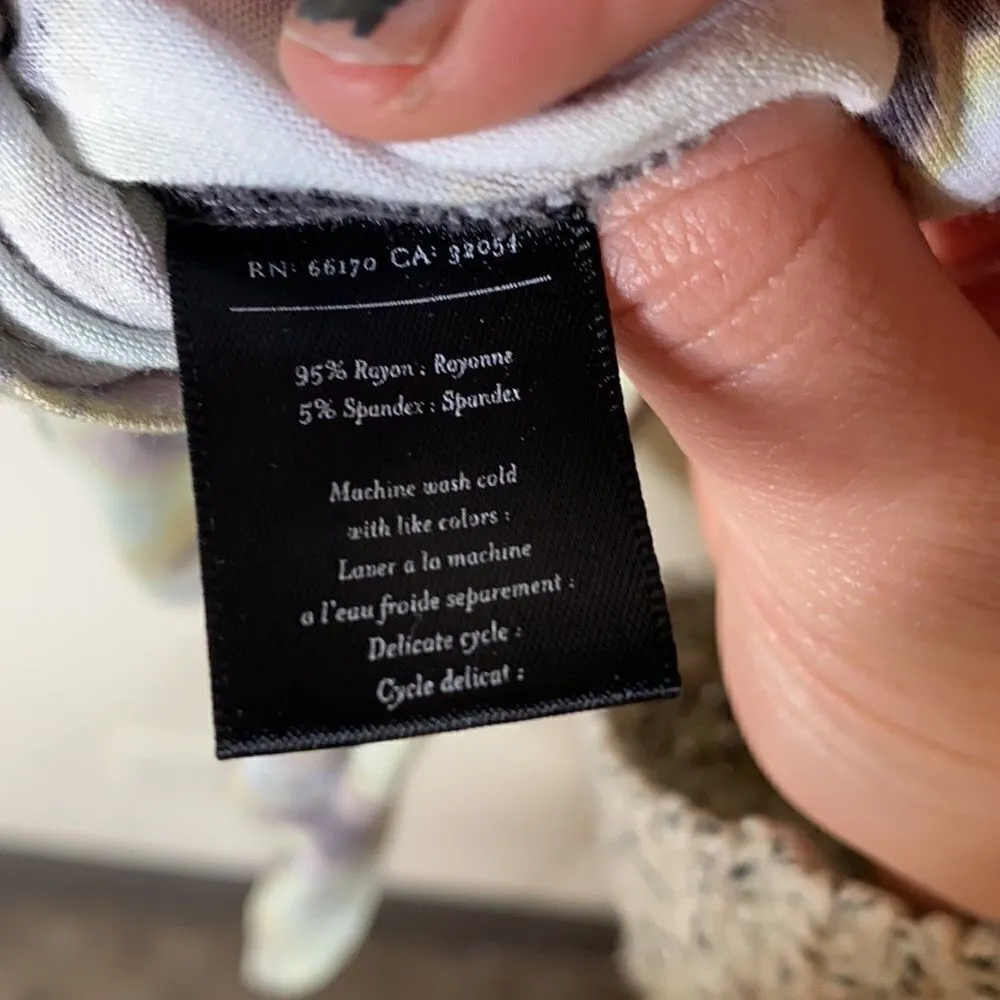 RN: 66170 CA: 32054
95% Rayon : Rayonne
5% Spandex : Spandex
Machine wash cold
with like colors :
Laver a la machine
a l'eau froide separement :
Delicate cycle :
Cycle delicat :